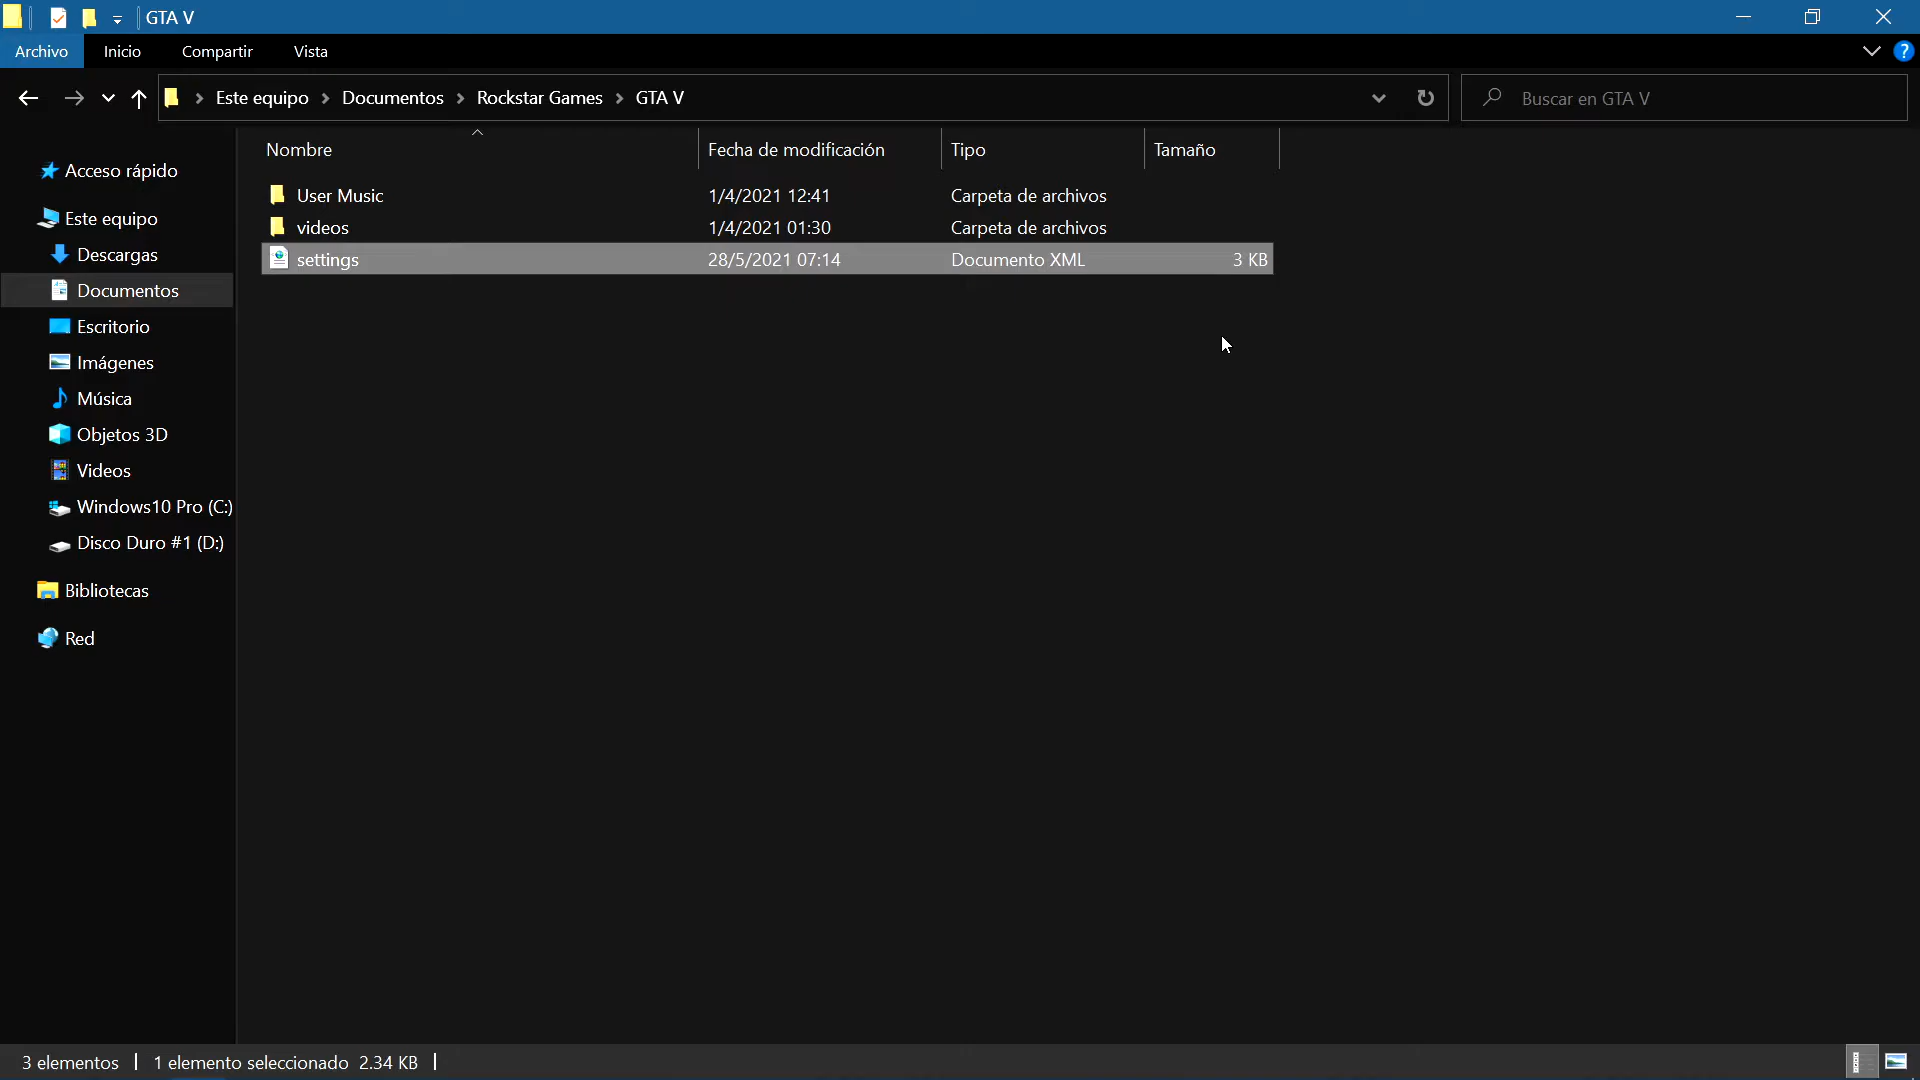 GTA V
Archivo Inicio Compartir Vista
Este equipo Documentos Rockstar Games GTA V Buscar en GTA V
Nombre Fecha de modificación Tipo Tamaño
User Music 1/4/2021 12:41 Carpeta de archivos
videos 1/4/2021 01:30 Carpeta de archivos
settings 28/5/2021 07:14 Documento XML 3 KB
Acceso rápido
Este equipo
Descargas
Documentos
Escritorio
Imágenes
Música
Objetos 3D
Videos
Windows10 Pro (C:)
Disco Duro #1 (D:)
Bibliotecas
Red
3 elementos 1 elemento seleccionado 2.34 KB